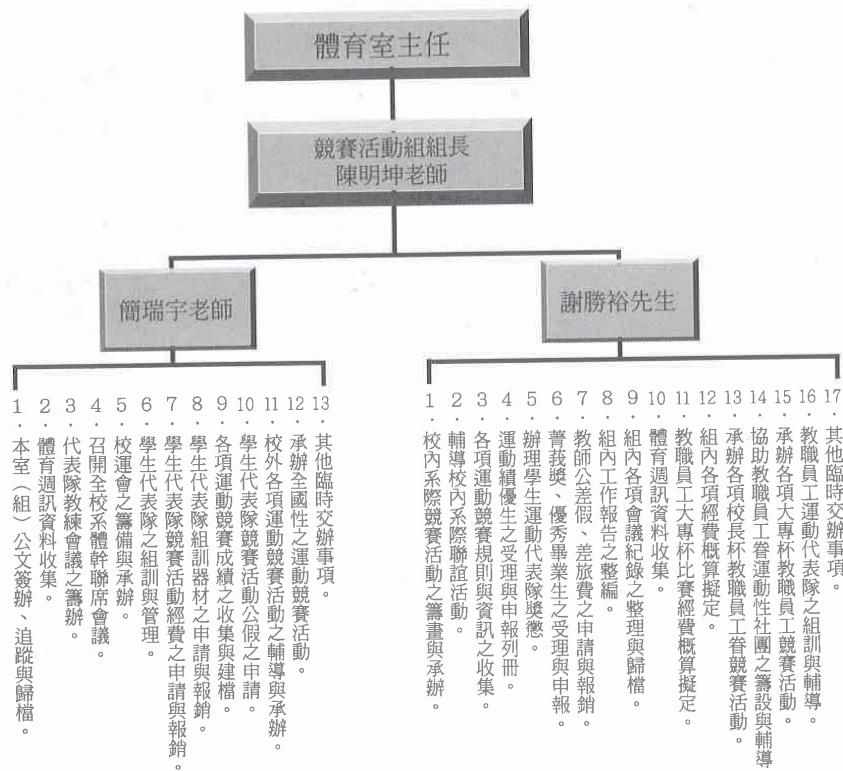 體育室主任
競賽活動組組長
陳明坤老師
簡瑞宇老師
謝勝裕先生
1．本室（組）公文簽辦、追蹤與歸檔。
2．體育週訊資料收集。
3．代表隊教練會議之籌辦。
4．召開全校系體幹聯席會議。
5．校運會之籌備與承辦。
6．學生代表隊之組訓與管理。
7．學生代表隊競賽活動經費之申請與報銷。
8．學生代表隊組訓器材之申請與報銷。
9．各項運動競賽成績之收集與建檔。
10．學生代表隊競賽活動公假之申請。
11．校外各項運動競賽活動之輔導與承辦。
12．承辦全國性之運動競賽活動。
13．其他臨時交辦事項。
1．校內系際競賽活動之籌畫與承辦。
2．輔導校內系際聯誼活動。
3．各項運動競賽規則與資訊之收集。
4．運動績優生之受理與申報列冊。
5．辦理學生運動代表隊獎懲。
6．菁莪獎、優秀畢業生之受理與申報。
7．教師公差假、差旅費之申請與報銷。
8．組內工作報告之整編。
9．組內各項會議紀錄之整理與歸檔。
10．體育週訊資料收集。
11．教職員工大專杯比賽經費概算擬定。
12．組內各項經費概算擬定。
13．承辦各項校長杯教職員工眷競賽活動。
14．協助教職員工眷運動性社團之籌設與輔導
15．承辦各項大專杯教職員工競賽活動。
16．教職員工運動代表隊之組訓與輔導。
17．其他臨時交辦事項。